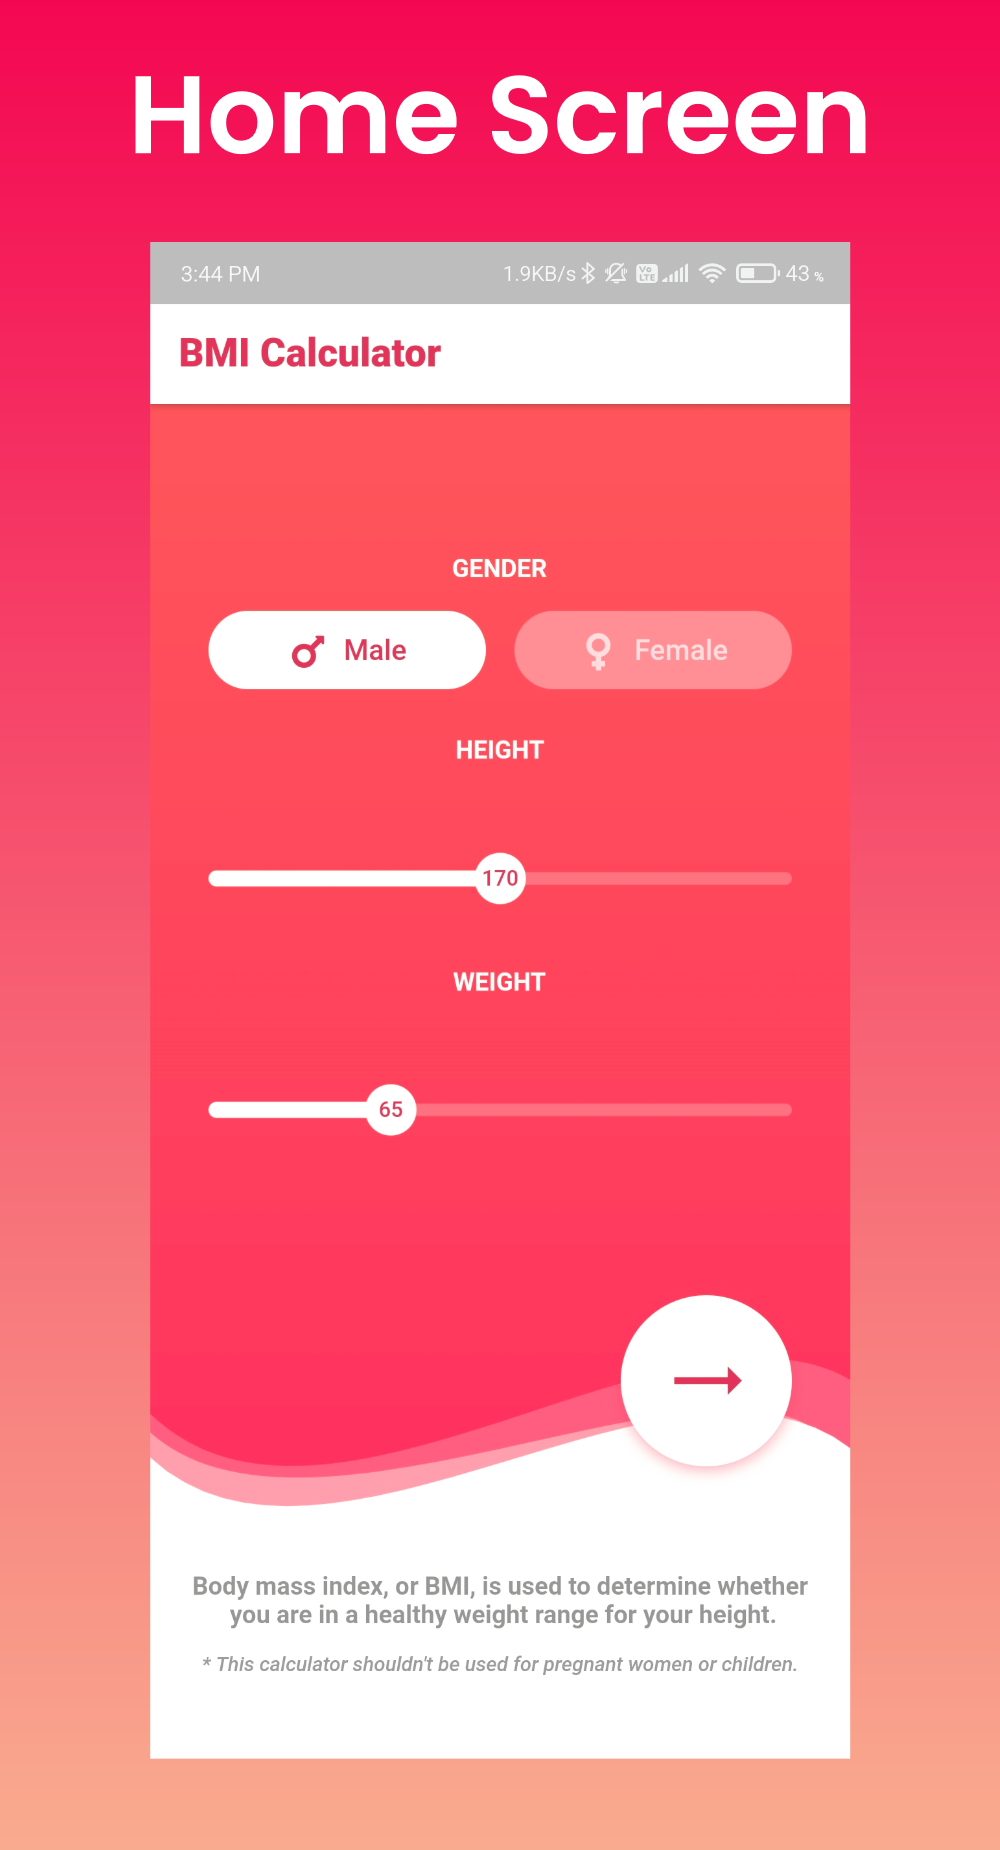 Home Screen
3:44 PM 1.9KB/s Vo LTE 43 %
BMI Calculator
GENDER
Male Female
HEIGHT
170
WEIGHT
65
Body mass index, or BMI, is used to determine whether
you are in a healthy weight range for your height.
* This calculator shouldn't be used for pregnant women or children.